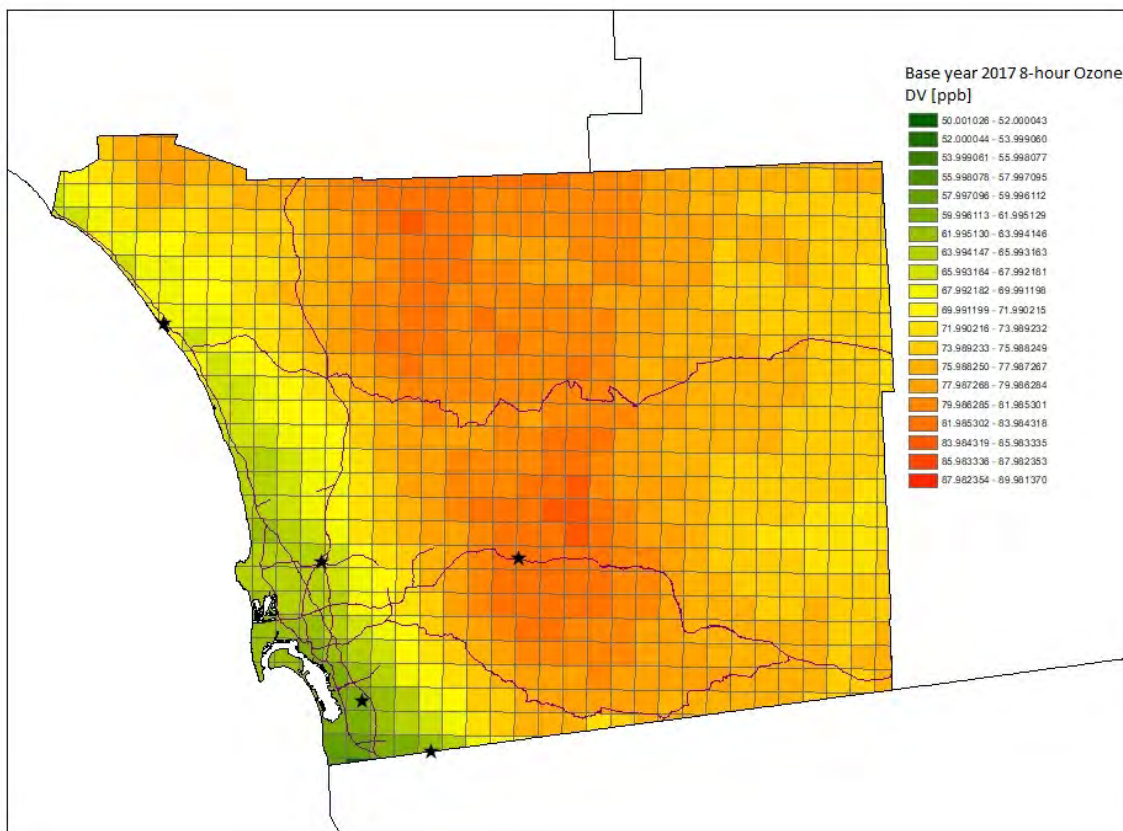 Base year 2017 8-hour Ozone
DV [ppb]
50.001026 - 52.000043
52.000044 - 53.999060
53.999061 - 55.998077
55.998078 - 57.997095
57.997096 - 59.996112
59.996113 - 61.995129
61.995130 - 63.994146
63.994147 - 65.993163
65.993164 - 67.992181
67.992182 - 69.991198
69.991199 - 71.990215
71.990216 - 73.989232
73.989233 - 75.988249
75.988250 - 77.987267
77.987268 - 79.986284
79.986285 - 81.985301
81.985302 - 83.984318
83.984319 - 85.983335
85.983336 - 87.982353
87.982354 - 89.981370